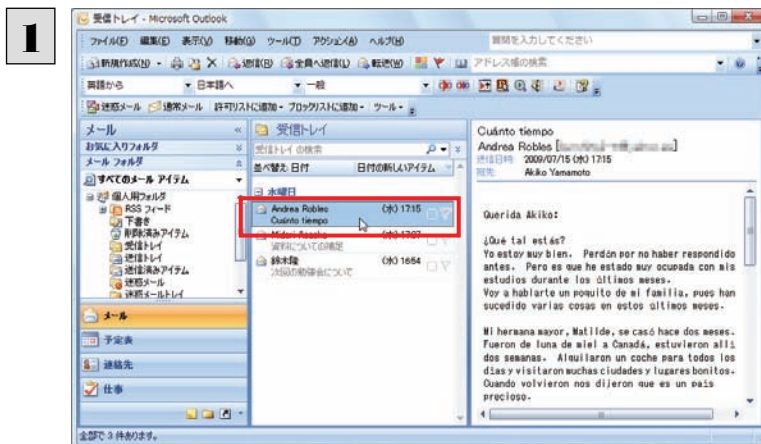 1
受信トレイ - Microsoft Outlook
ファイル(F) 編集(E) 表示(V) 移動(G) ツール(T) アクション(A) ヘルプ(H) 質問を入力してください
新規作成(N) 返信(R) 全員へ返信(L) 転送(W) アドレス帳の検索
英語から 日本語へ 一般
迷惑メール 通常メール 許可リストに追加 ブロックリストに追加 ツール
メール
お気に入りフォルダ
メール フォルダ
すべてのメール アイテム
個人用フォルダ
RSS フィード
下書き
削除済みアイテム
受信トレイ
送信トレイ
送信済みアイテム
迷惑メール
迷惑メールトレイ
メール
予定表
連絡先
仕事
全部で 3 件あります。
受信トレイ
受信トレイ の検索
並べ替え: 日付 日付の新しいアイテム
水曜日
Andrea Robles (水) 17:15
Cuánto tiempo
資料についての補足
鈴木隆 (水) 16:54
次回の勉強会について
Cuánto tiempo
Andrea Robles
送信日時: 2009/07/15 (水) 17:15
宛先: Akiko Yamamoto
Querida Akiko:
¿Qué tal estás?
Yo estoy muy bien. Perdón por no haber respondido
antes. Pero es que he estado muy ocupada con mis
estudios durante los últimos meses.
Voy a hablarte un poquito de mi familia, pues han
sucedido varias cosas en estos últimos meses.
Mi hermana mayor, Matilde, se casó hace dos meses.
Fueron de luna de miel a Canadá, estuvieron allí
dos semanas. Alquilaron un coche para todos los
días y visitaron muchas ciudades y lugares bonitos.
Cuando volvieron nos dijeron que es un país
precioso.